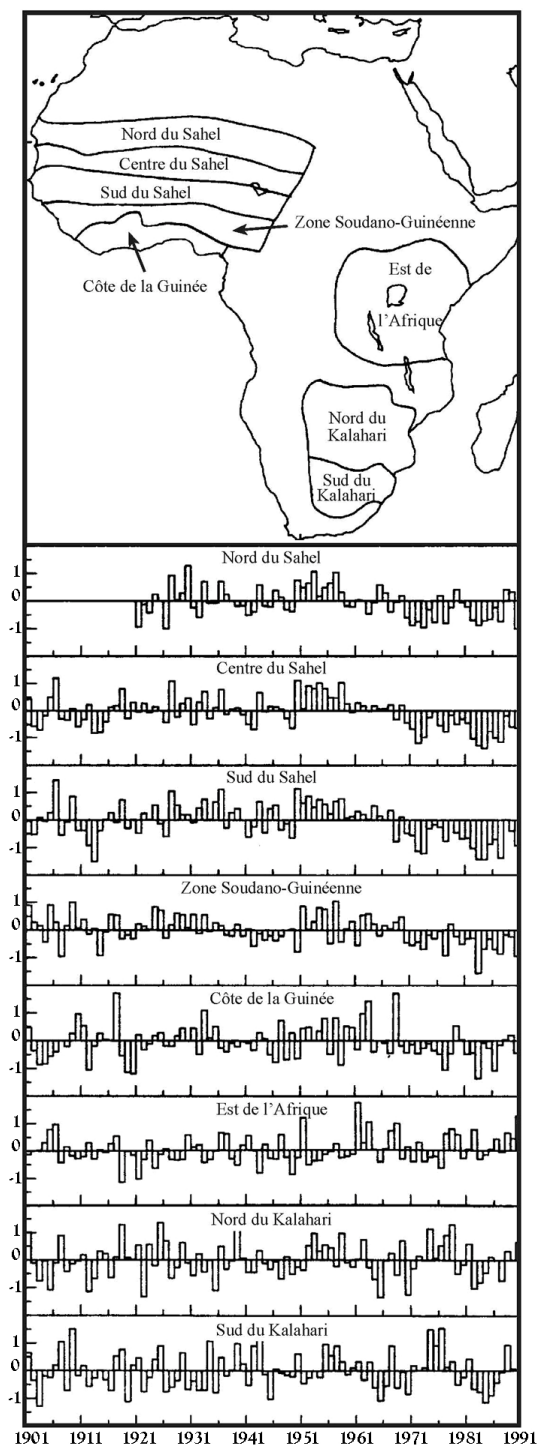 Nord du Sahel
Centre du Sahel
Sud du Sahel
Zone Soudano-Guinéenne
Côte de la Guinée
Est de
l'Afrique
Nord du
Kalahari
Sud du
Kalahari
Nord du Sahel
1
0
-1
Centre du Sahel
1
0
-1
Sud du Sahel
1
0
-1
Zone Soudano-Guinéenne
1
0
-1
Côte de la Guinée
1
0
-1
Est de l'Afrique
1
0
-1
Nord du Kalahari
1
0
-1
Sud du Kalahari
1
0
-1
1901 1911 1921 1931 1941 1951 1961 1971 1981 1991